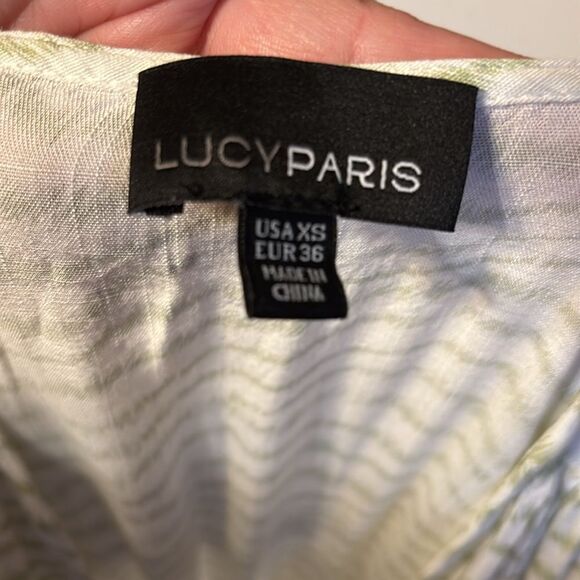 LUCYPARIS
USA XS
EUR 36
MADE IN
CHINA